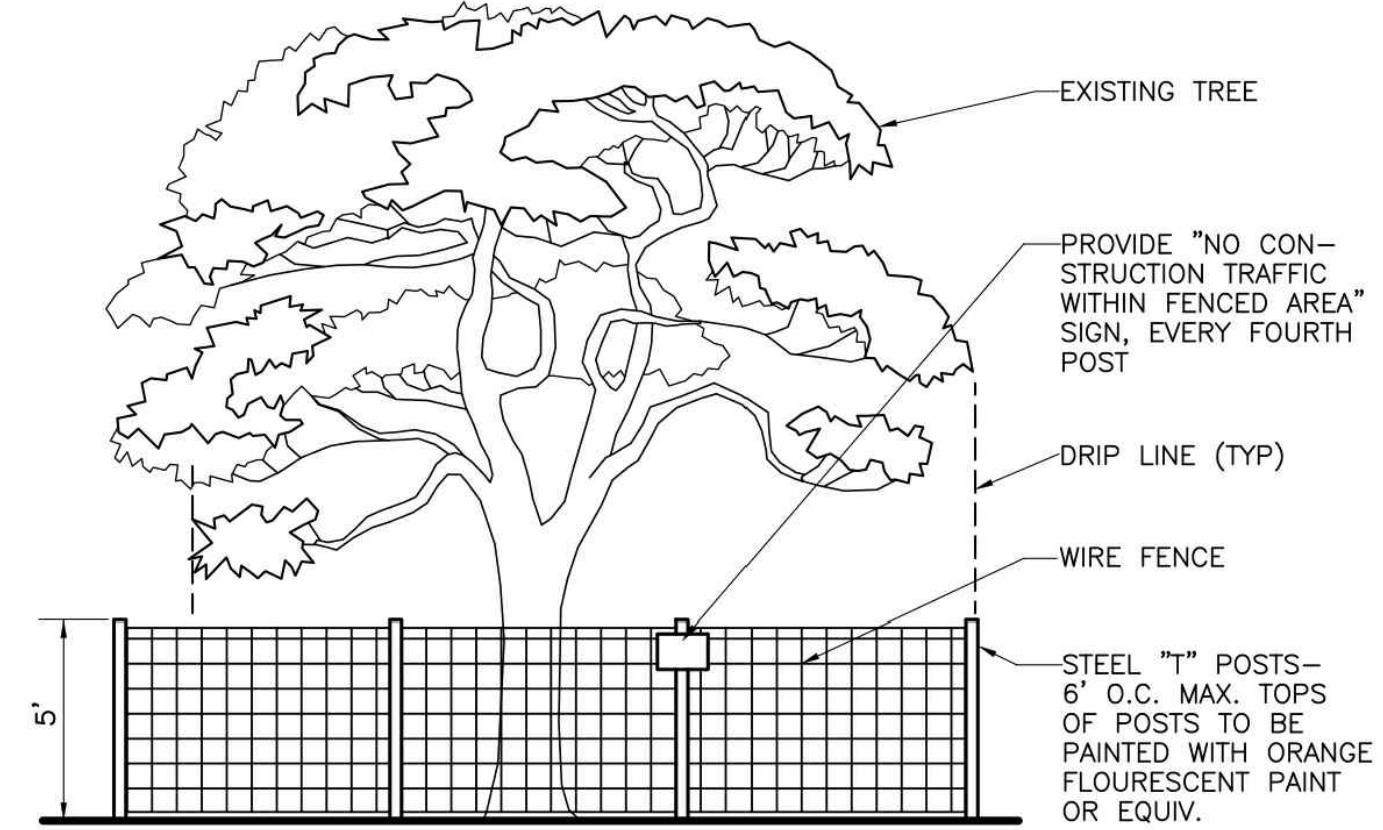 EXISTING TREE
PROVIDE "NO CON-
STRUCTION TRAFFIC
WITHIN FENCED AREA"
SIGN, EVERY FOURTH
POST
DRIP LINE (TYP)
WIRE FENCE
STEEL "T" POSTS-
6' O.C. MAX. TOPS
OF POSTS TO BE
PAINTED WITH ORANGE
FLOURESCENT PAINT
OR EQUIV.
5'